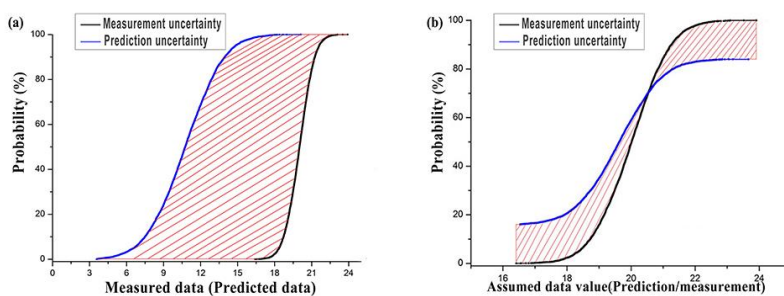 (a)
Measurement uncertainty
Prediction uncertainty
Probability (%)
100
80
60
40
20
0
3 6 9 12 15 18 21 24
Measured data (Predicted data)
(b)
Measurement uncertainty
Prediction uncertainty
Probability (%)
100
80
60
40
20
0
16 18 20 22 24
Assumed data value(Prediction/measurement)